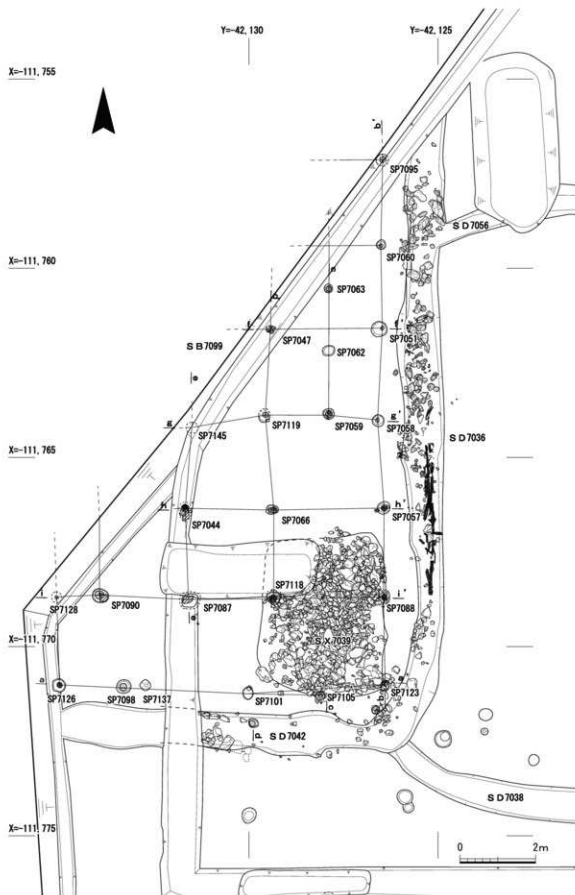 Y=-42, 130
Y=-42, 125
X=-111, 755
b'
SP7095
SD7056
X=-111, 760
SP7060
SP7063
f
SP7047
f'
SP7051
SB7099
SP7062
g
SP7119
SP7059
g'
SP7058
SP7145
X=-111, 765
SD7036
h
SP7044
SP7066
h'
SP7057
i
SP7128
SP7090
SP7087
SP7118
i'
SP7088
X=-111, 770
SX7039
SP7126
SP7098
SP7137
SP7101
SP7105
SP7123
SD7042
SD7038
X=-111, 775
0
2m